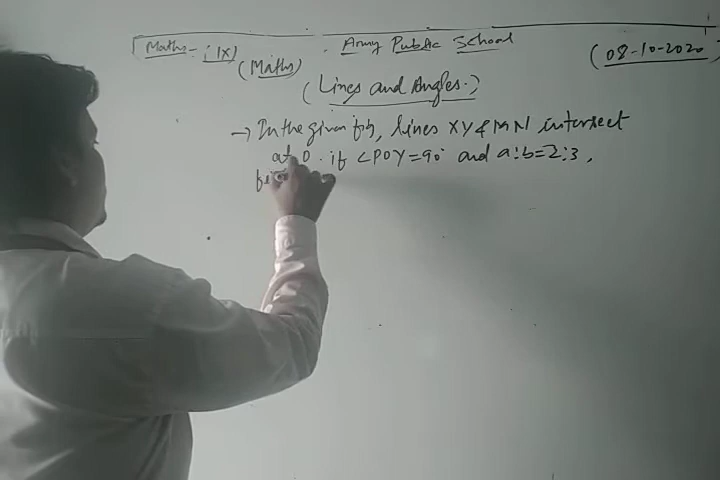 Maths - IX) . Army Public School
(Maths) (08-10-2020
(Lines and Angles.)
→ In the given fig, lines XY & MN intersect
at O. if ∠POY = 90° and a:b = 2:3,